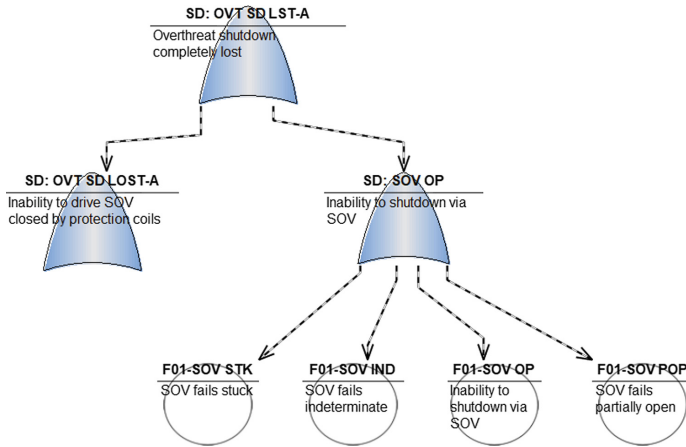 SD: OVT SD LST-A
Overthreat shutdown
completely lost
SD: OVT SD LOST-A
Inability to drive SOV
closed by protection coils
SD: SOV OP
Inability to shutdown via
SOV
F01-SOV STK
SOV fails stuck
F01-SOV IND
SOV fails
indeterminate
F01-SOV OP
Inability to
shutdown via
SOV
F01-SOV POP
SOV fails
partially open